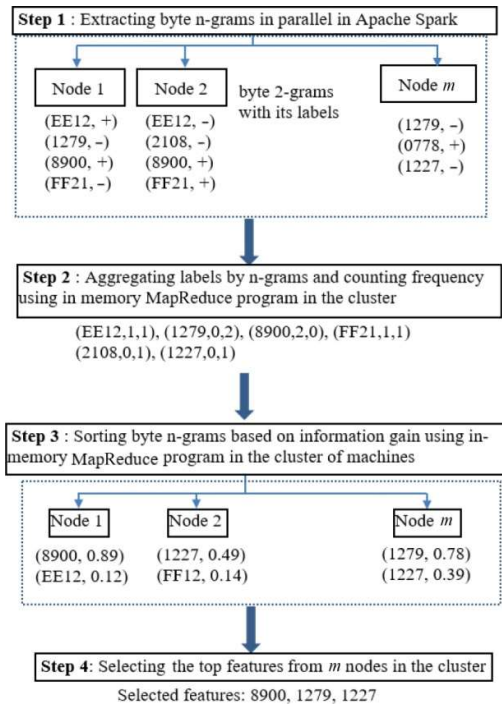 Step 1 : Extracting byte n-grams in parallel in Apache Spark
Node 1
Node 2
byte 2-grams
with its labels
Node m
(EE12, +)
(1279, –)
(8900, +)
(FF21, –)
(EE12, –)
(2108, –)
(8900, +)
(FF21, +)
(1279, –)
(0778, +)
(1227, –)
Step 2 : Aggregating labels by n-grams and counting frequency
using in memory MapReduce program in the cluster
(EE12,1,1), (1279,0,2), (8900,2,0), (FF21,1,1)
(2108,0,1), (1227,0,1)
Step 3 : Sorting byte n-grams based on information gain using in-
memory MapReduce program in the cluster of machines
Node 1
Node 2
Node m
(8900, 0.89)
(EE12, 0.12)
(1227, 0.49)
(FF12, 0.14)
(1279, 0.78)
(1227, 0.39)
Step 4: Selecting the top features from m nodes in the cluster
Selected features: 8900, 1279, 1227